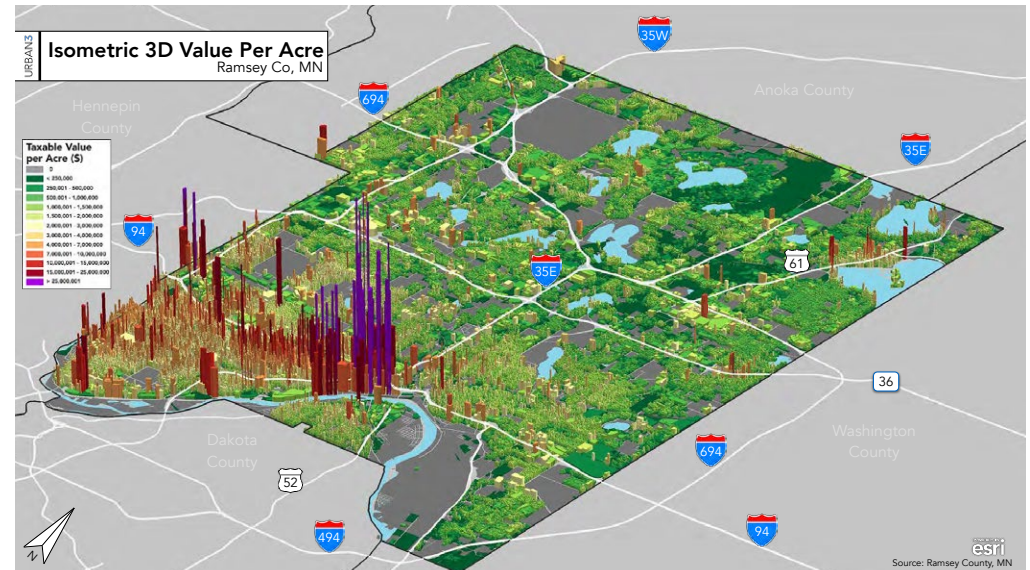 URBAN3
Isometric 3D Value Per Acre
Ramsey Co, MN
35W
Anoka County
Hennepin
County
694
35E
Taxable Value
per Acre ($)
0
< 250,000
250,001 - 500,000
500,001 - 1,000,000
1,000,001 - 1,500,000
1,500,001 - 2,000,000
2,000,001 - 3,000,000
3,000,001 - 4,000,000
4,000,001 - 7,000,000
7,000,001 - 10,000,000
10,000,001 - 15,000,000
15,000,001 - 25,000,000
> 25,000,001
94
61
35E
36
Dakota
County
Washington
County
694
52
494
94
N
esri
Source: Ramsey County, MN